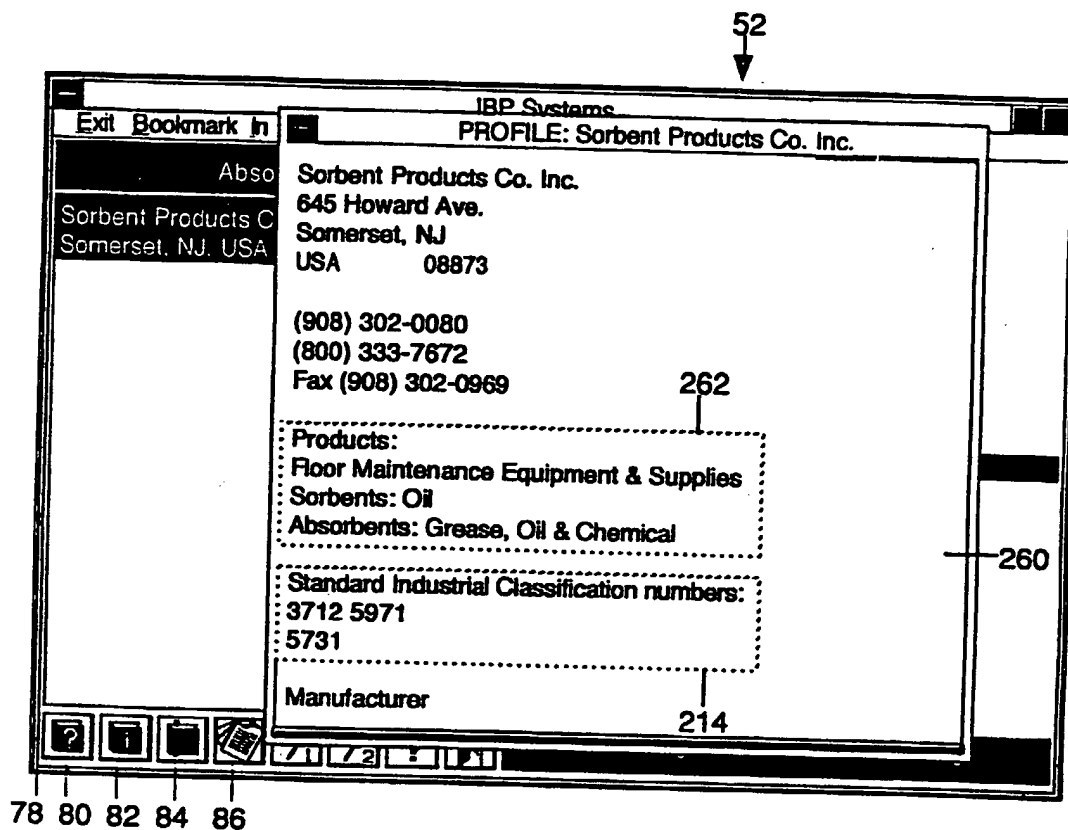 52
IBP Systems
Exit Bookmark In
PROFILE: Sorbent Products Co. Inc.
Abso
Sorbent Products C
Somerset, NJ, USA
Sorbent Products Co. Inc.
645 Howard Ave.
Somerset, NJ
USA 08873
(908) 302-0080
(800) 333-7672
Fax (908) 302-0969
262
Products:
Floor Maintenance Equipment & Supplies
Sorbents: Oil
Absorbents: Grease, Oil & Chemical
260
Standard Industrial Classification numbers:
3712 5971
5731
Manufacturer
214
? i
78 80 82 84 86